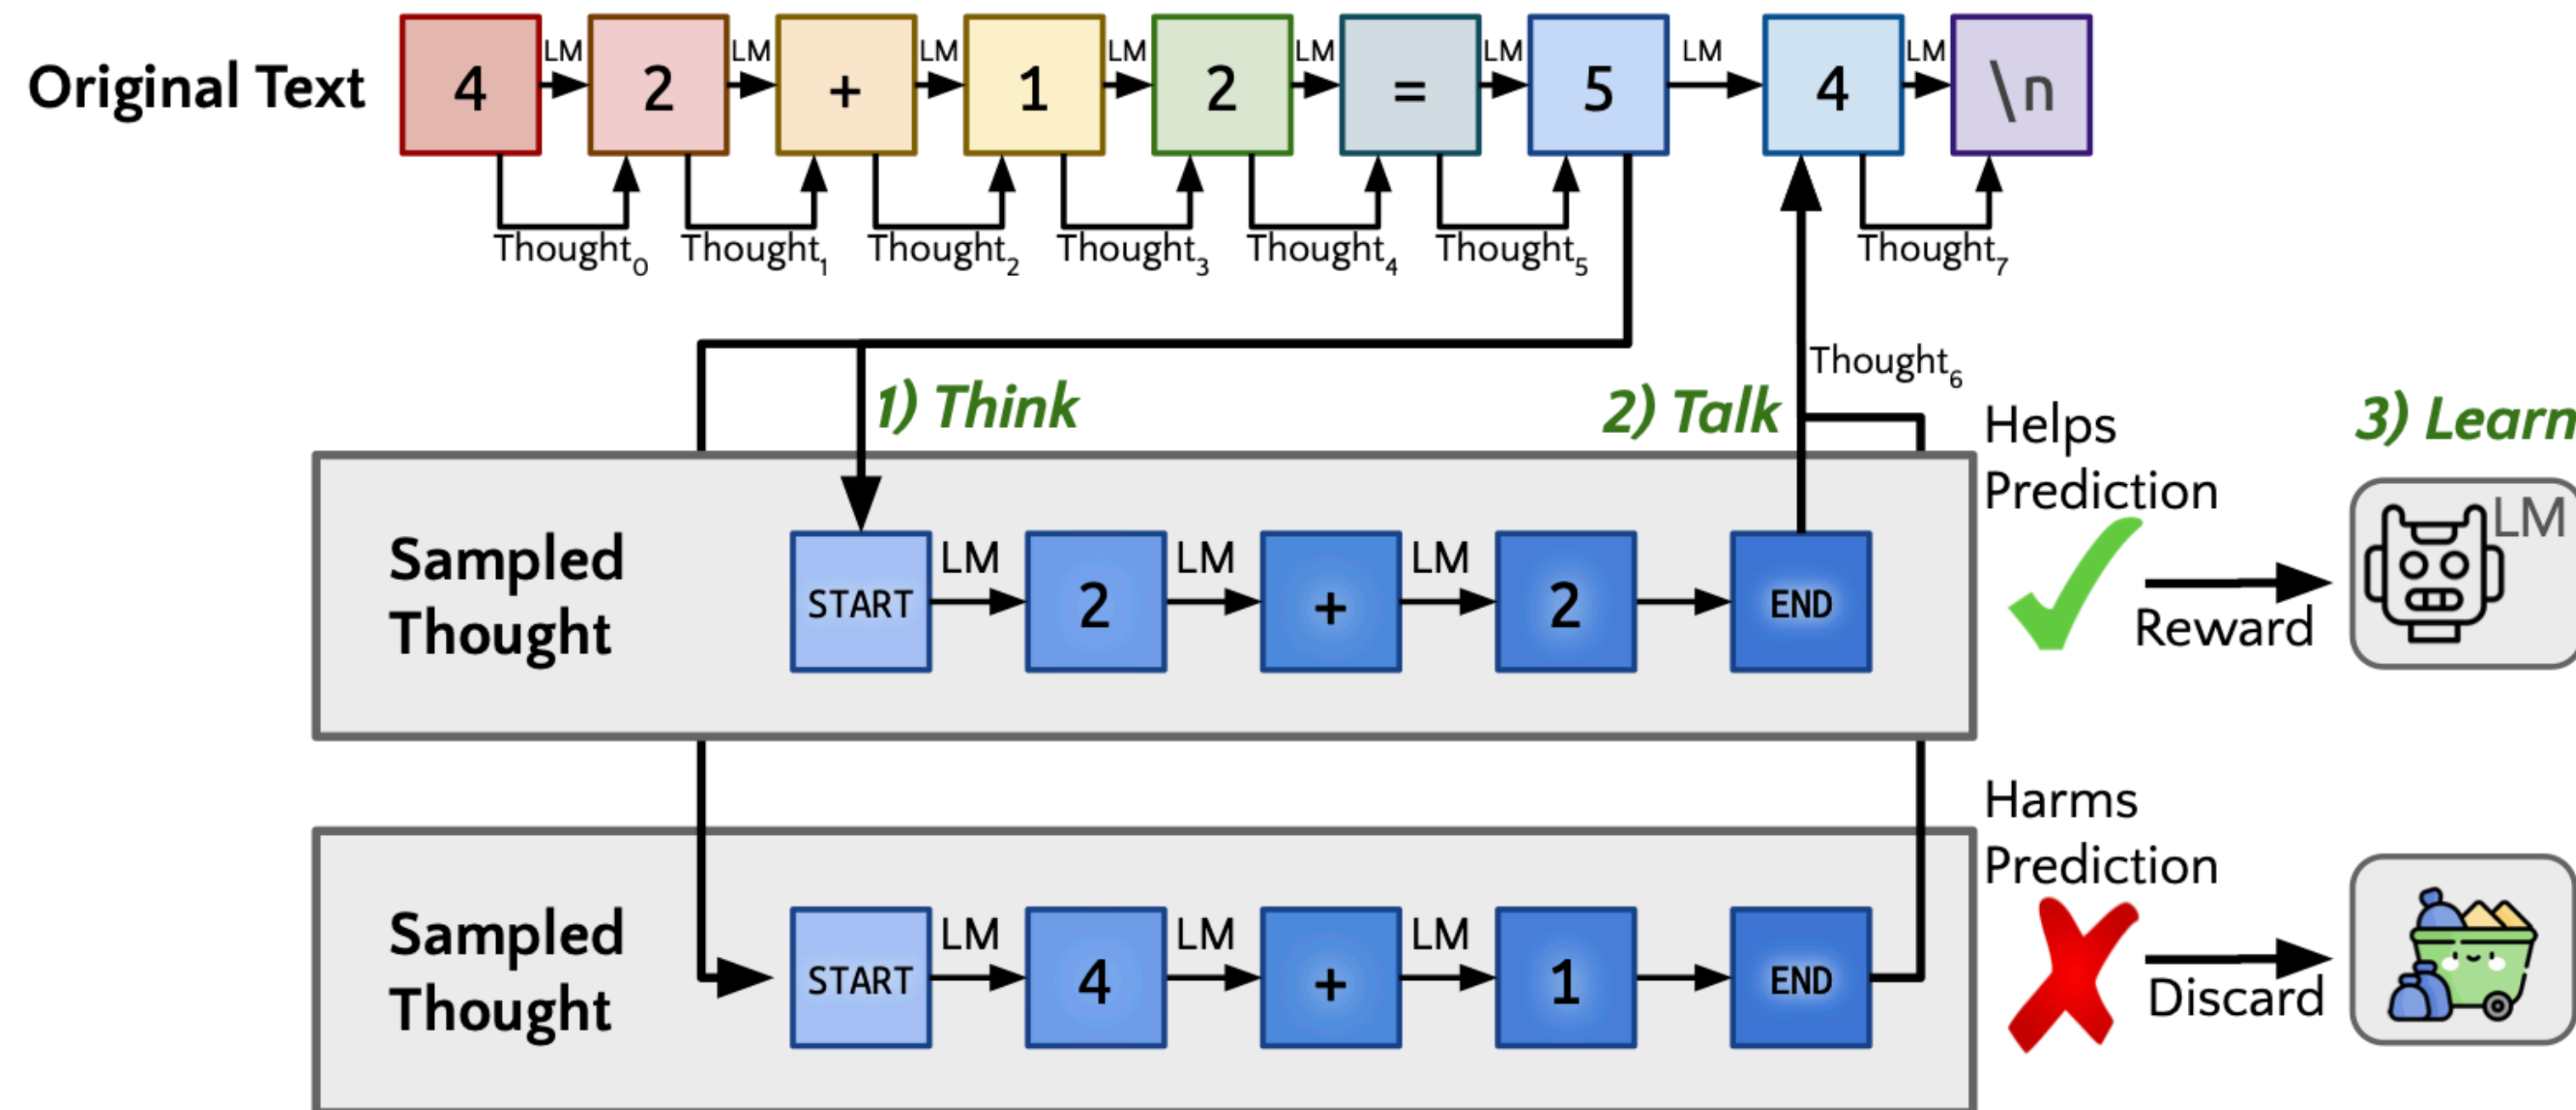 Original Text
4 LM 2 LM + LM 1 LM 2 LM = LM 5 LM 4 LM \n
Thought0 Thought1 Thought2 Thought3 Thought4 Thought5 Thought7
Thought6
1) Think
2) Talk
Helps
Prediction
3) Learn
Sampled
Thought
START LM 2 LM + LM 2 END
Reward
LM
Harms
Prediction
Sampled
Thought
START LM 4 LM + LM 1 END
Discard